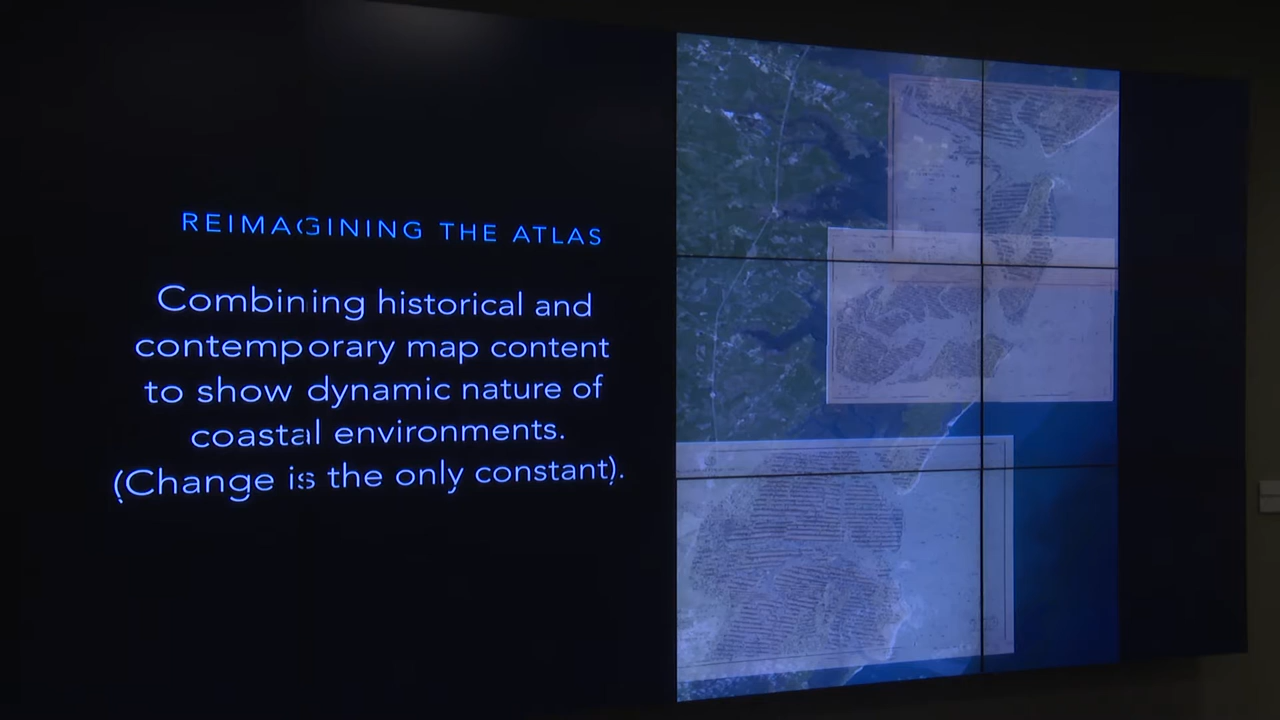 REIMAGINING THE ATLAS
Combining historical and
contemporary map content
to show dynamic nature of
coastal environments.
(Change is the only constant).